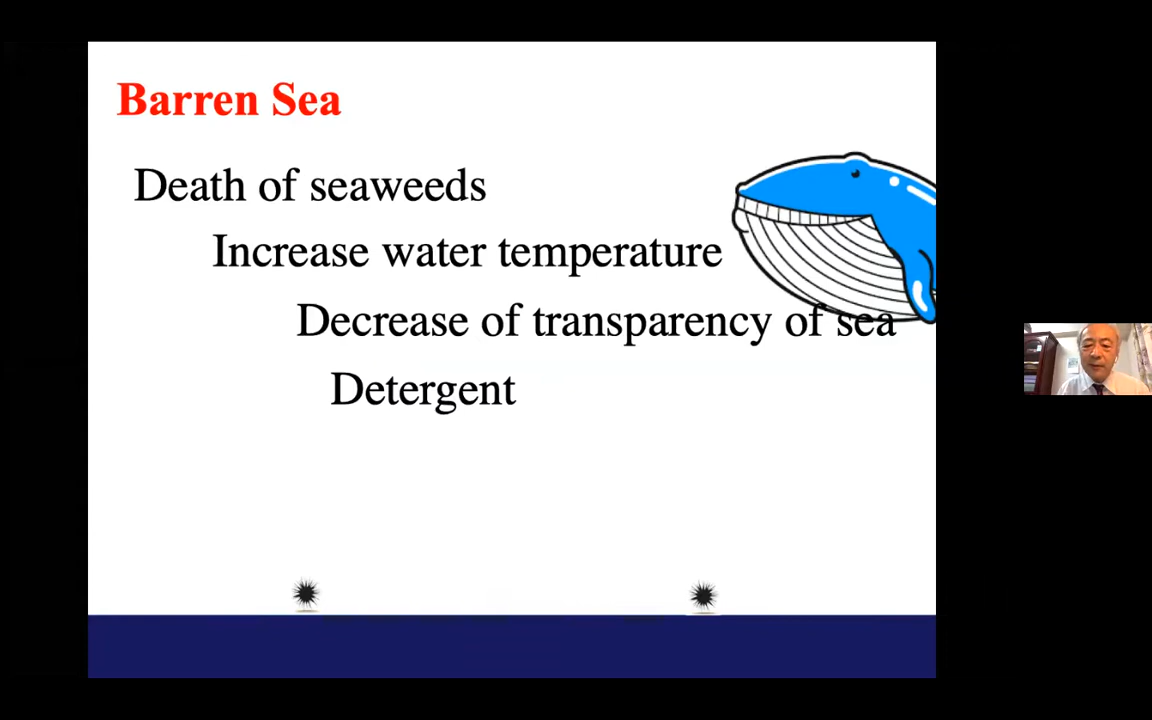 Barren Sea
Death of seaweeds
Increase water temperature
Decrease of transparency of sea
Detergent